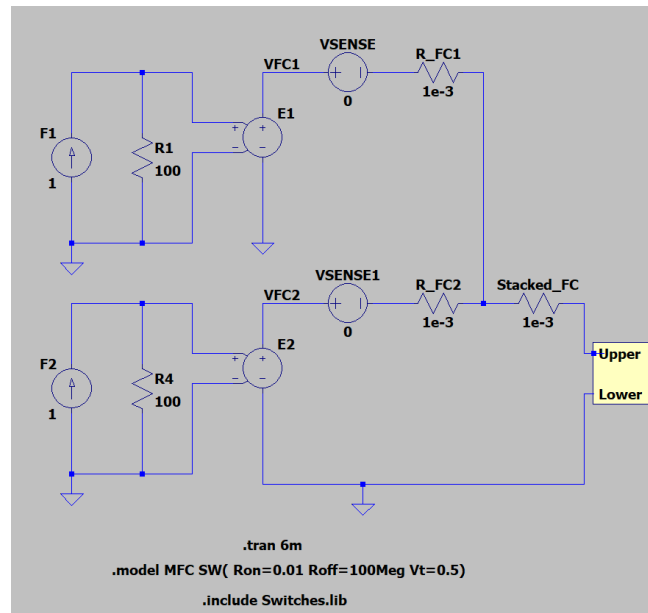 VSENSE
R_FC1
VFC1
0
1e-3
F1
E1
R1
100
1
VSENSE1
R_FC2
Stacked_FC
VFC2
0
1e-3
1e-3
F2
E2
R4
100
1
Upper
Lower
.tran 6m
.model MFC SW( Ron=0.01 Roff=100Meg Vt=0.5)
.include Switches.lib